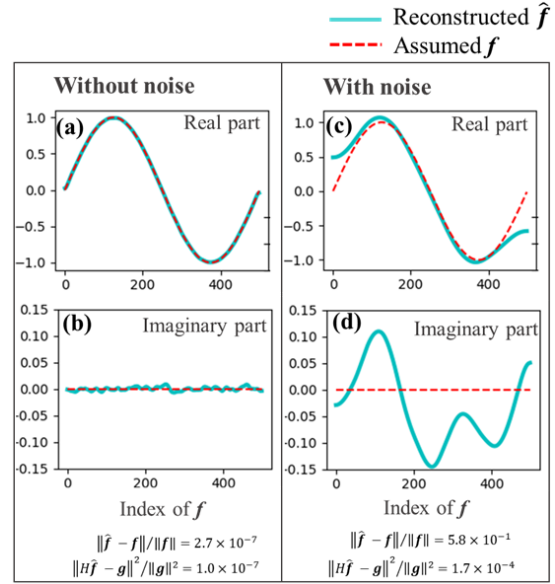 Reconstructed f̂
Assumed f
Without noise
With noise
(a) Real part
1.0
0.5
0.0
−0.5
−1.0
0 200 400
(c) Real part
1.0
0.5
0.0
−0.5
−1.0
0 200 400
(b) Imaginary part
0.15
0.10
0.05
0.00
-0.05
-0.10
-0.15
0 200 400
Index of f
(d) Imaginary part
0.15
0.10
0.05
0.00
-0.05
-0.10
-0.15
0 200 400
Index of f
‖f̂ − f‖/‖f‖ = 2.7 × 10⁻⁷
‖Hf̂ − g‖²/‖g‖² = 1.0 × 10⁻⁷
‖f̂ − f‖/‖f‖ = 5.8 × 10⁻¹
‖Hf̂ − g‖²/‖g‖² = 1.7 × 10⁻⁴